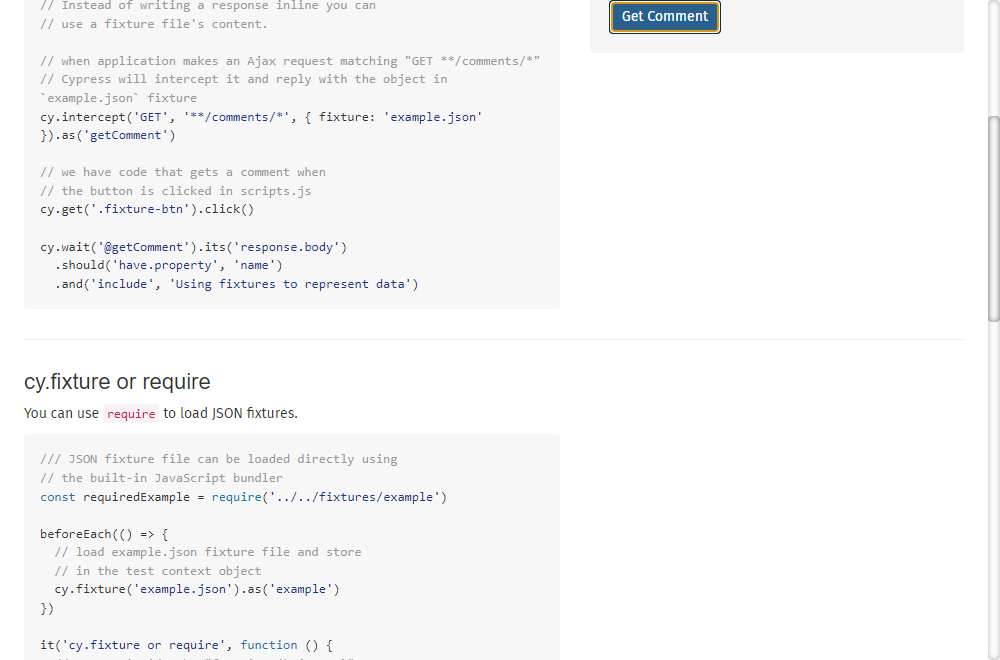 // Instead of writing a response inline you can
// use a fixture file's content.
// when application makes an Ajax request matching "GET **/comments/*"
// Cypress will intercept it and reply with the object in
`example.json` fixture
cy.intercept('GET', '**/comments/*', { fixture: 'example.json'
}).as('getComment')
// we have code that gets a comment when
// the button is clicked in scripts.js
cy.get('.fixture-btn').click()
cy.wait('@getComment').its('response.body')
.should('have.property', 'name')
.and('include', 'Using fixtures to represent data')
Get Comment
cy.fixture or require
You can use require to load JSON fixtures.
/// JSON fixture file can be loaded directly using
// the built-in JavaScript bundler
const requiredExample = require('../../fixtures/example')
beforeEach(() => {
// load example.json fixture file and store
// in the test context object
cy.fixture('example.json').as('example')
})
it('cy.fixture or require', function () {